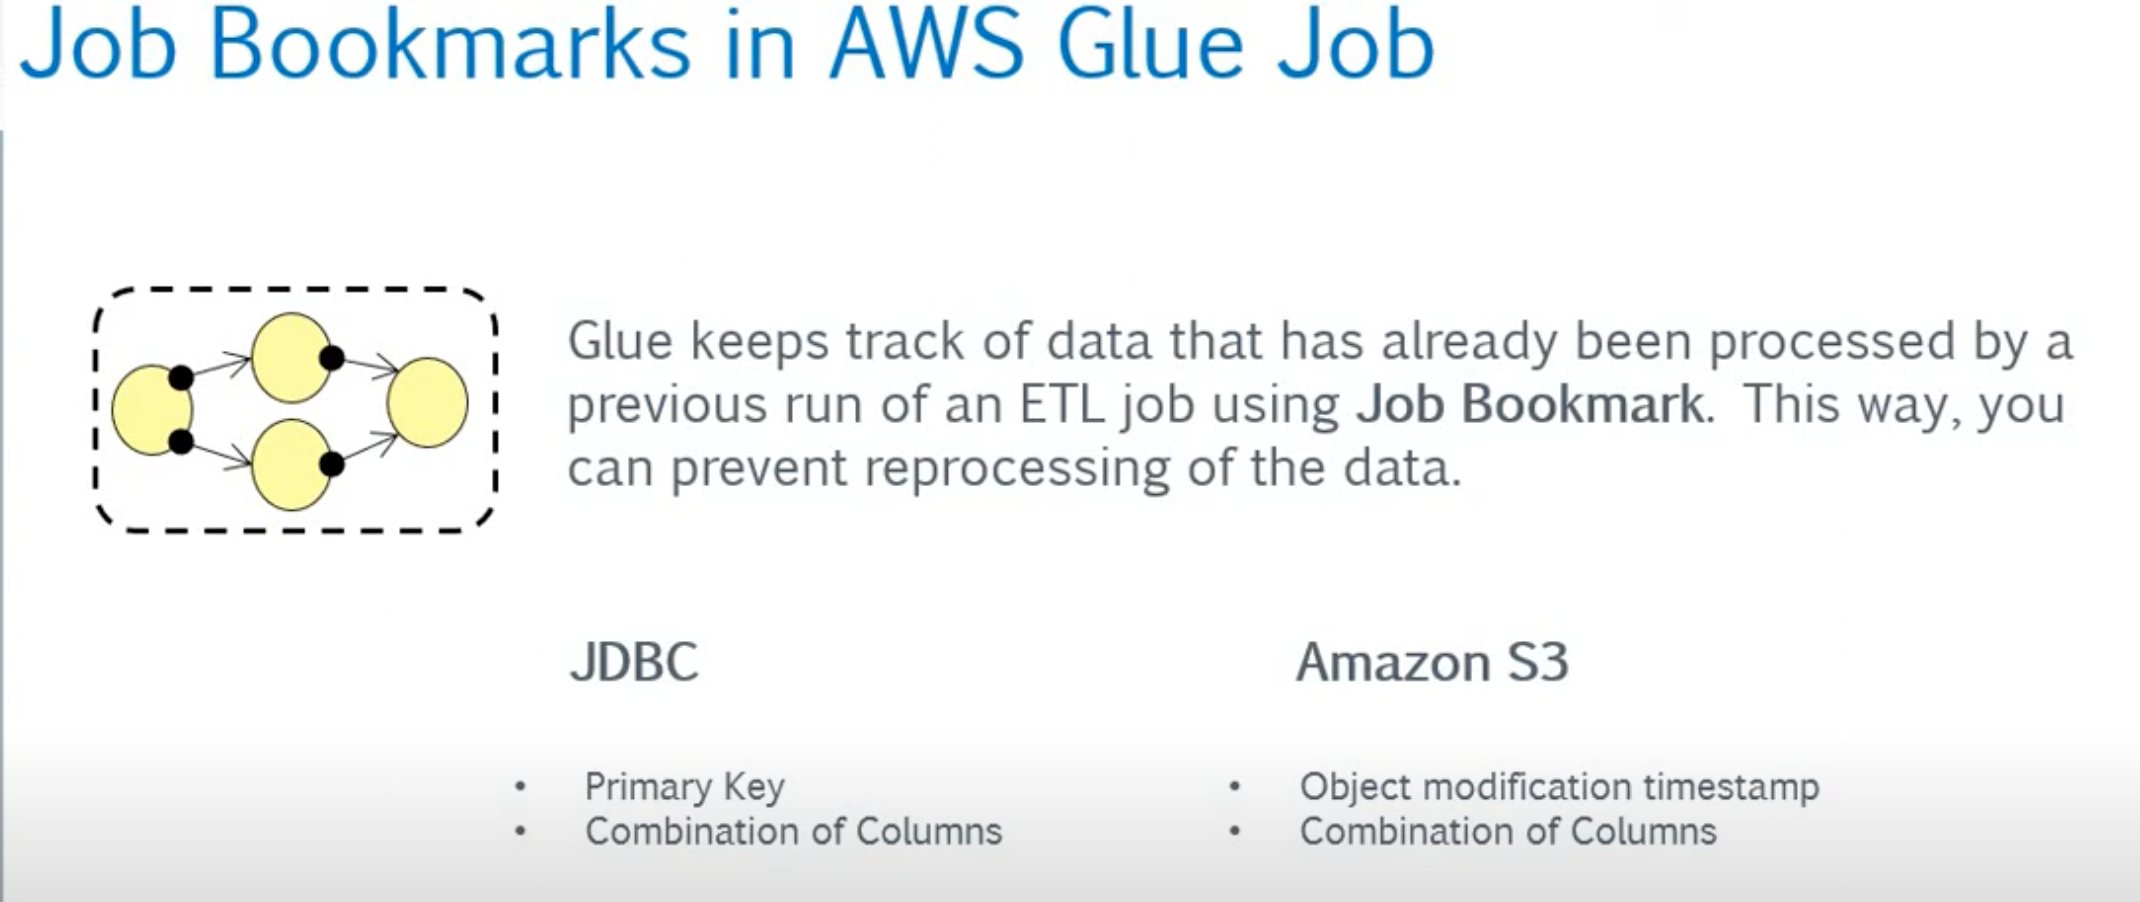 Job Bookmarks in AWS Glue Job
Glue keeps track of data that has already been processed by a
previous run of an ETL job using Job Bookmark. This way, you
can prevent reprocessing of the data.
JDBC
• Primary Key
• Combination of Columns
Amazon S3
• Object modification timestamp
• Combination of Columns